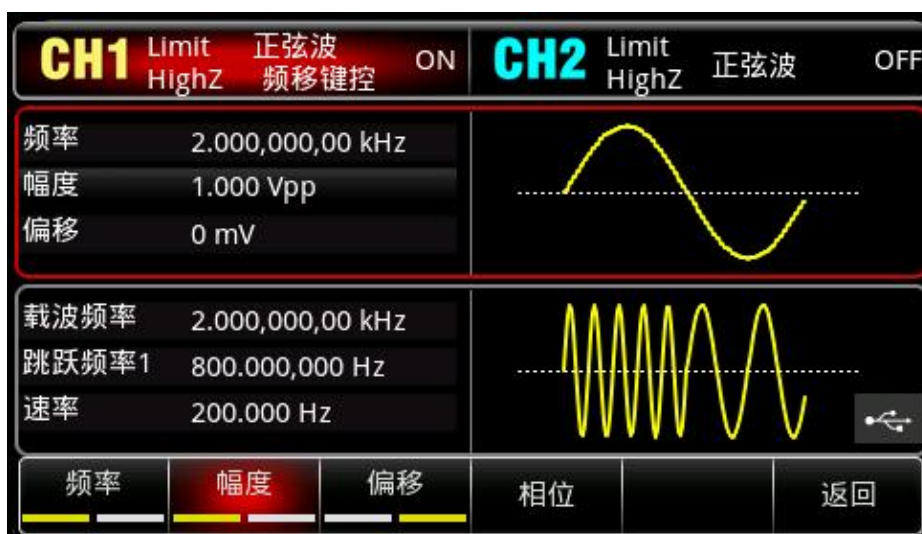 CH1 Limit 正弦波 ON CH2 Limit 正弦波 OFF
HighZ 频移键控 HighZ
频率 2.000,000,00 kHz
幅度 1.000 Vpp
偏移 0 mV
载波频率 2.000,000,00 kHz
跳跃频率1 800.000,000 Hz
速率 200.000 Hz
频率 幅度 偏移 相位 返回